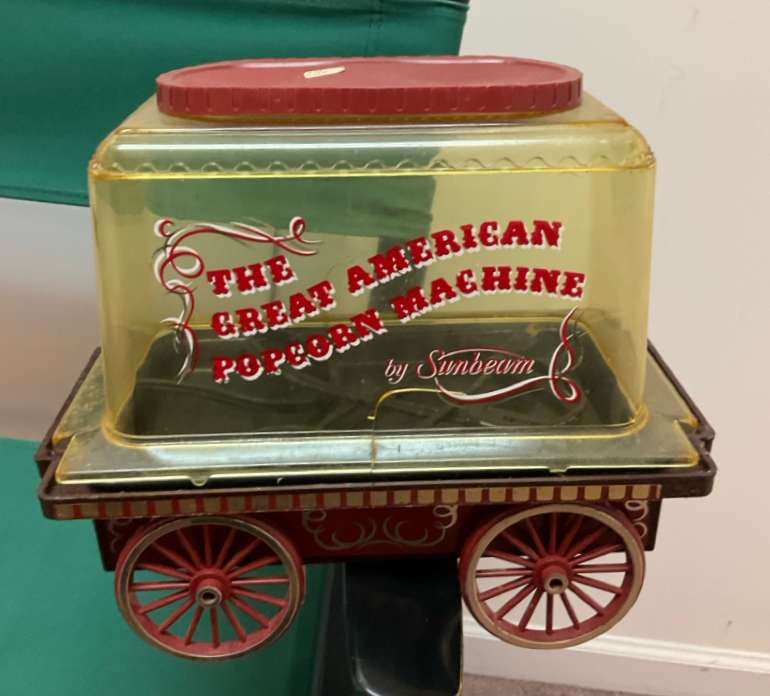 THE
GREAT AMERICAN
POPCORN MACHINE
by Sunbeam